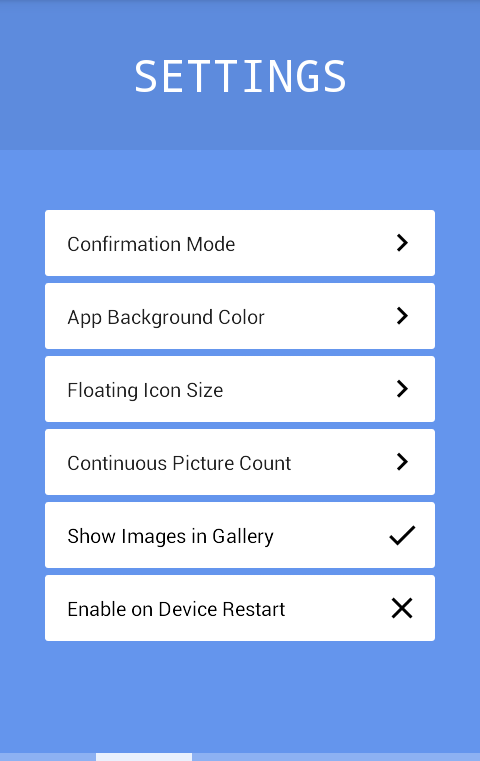 SETTINGS
Confirmation Mode
App Background Color
Floating Icon Size
Continuous Picture Count
Show Images in Gallery
Enable on Device Restart